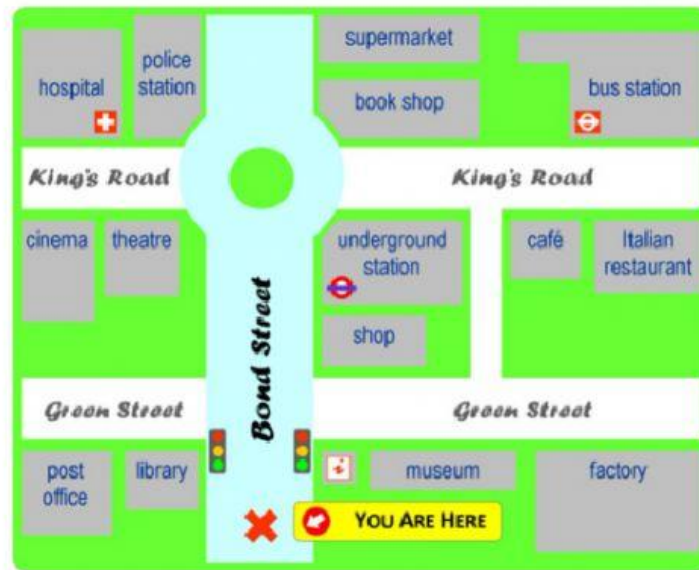 hospital
police
station
supermarket
book shop
bus station
King's Road
King's Road
cinema
theatre
underground
station
café
Italian
restaurant
shop
Bond Street
Green Street
Green Street
post
office
library
museum
factory
YOU ARE HERE